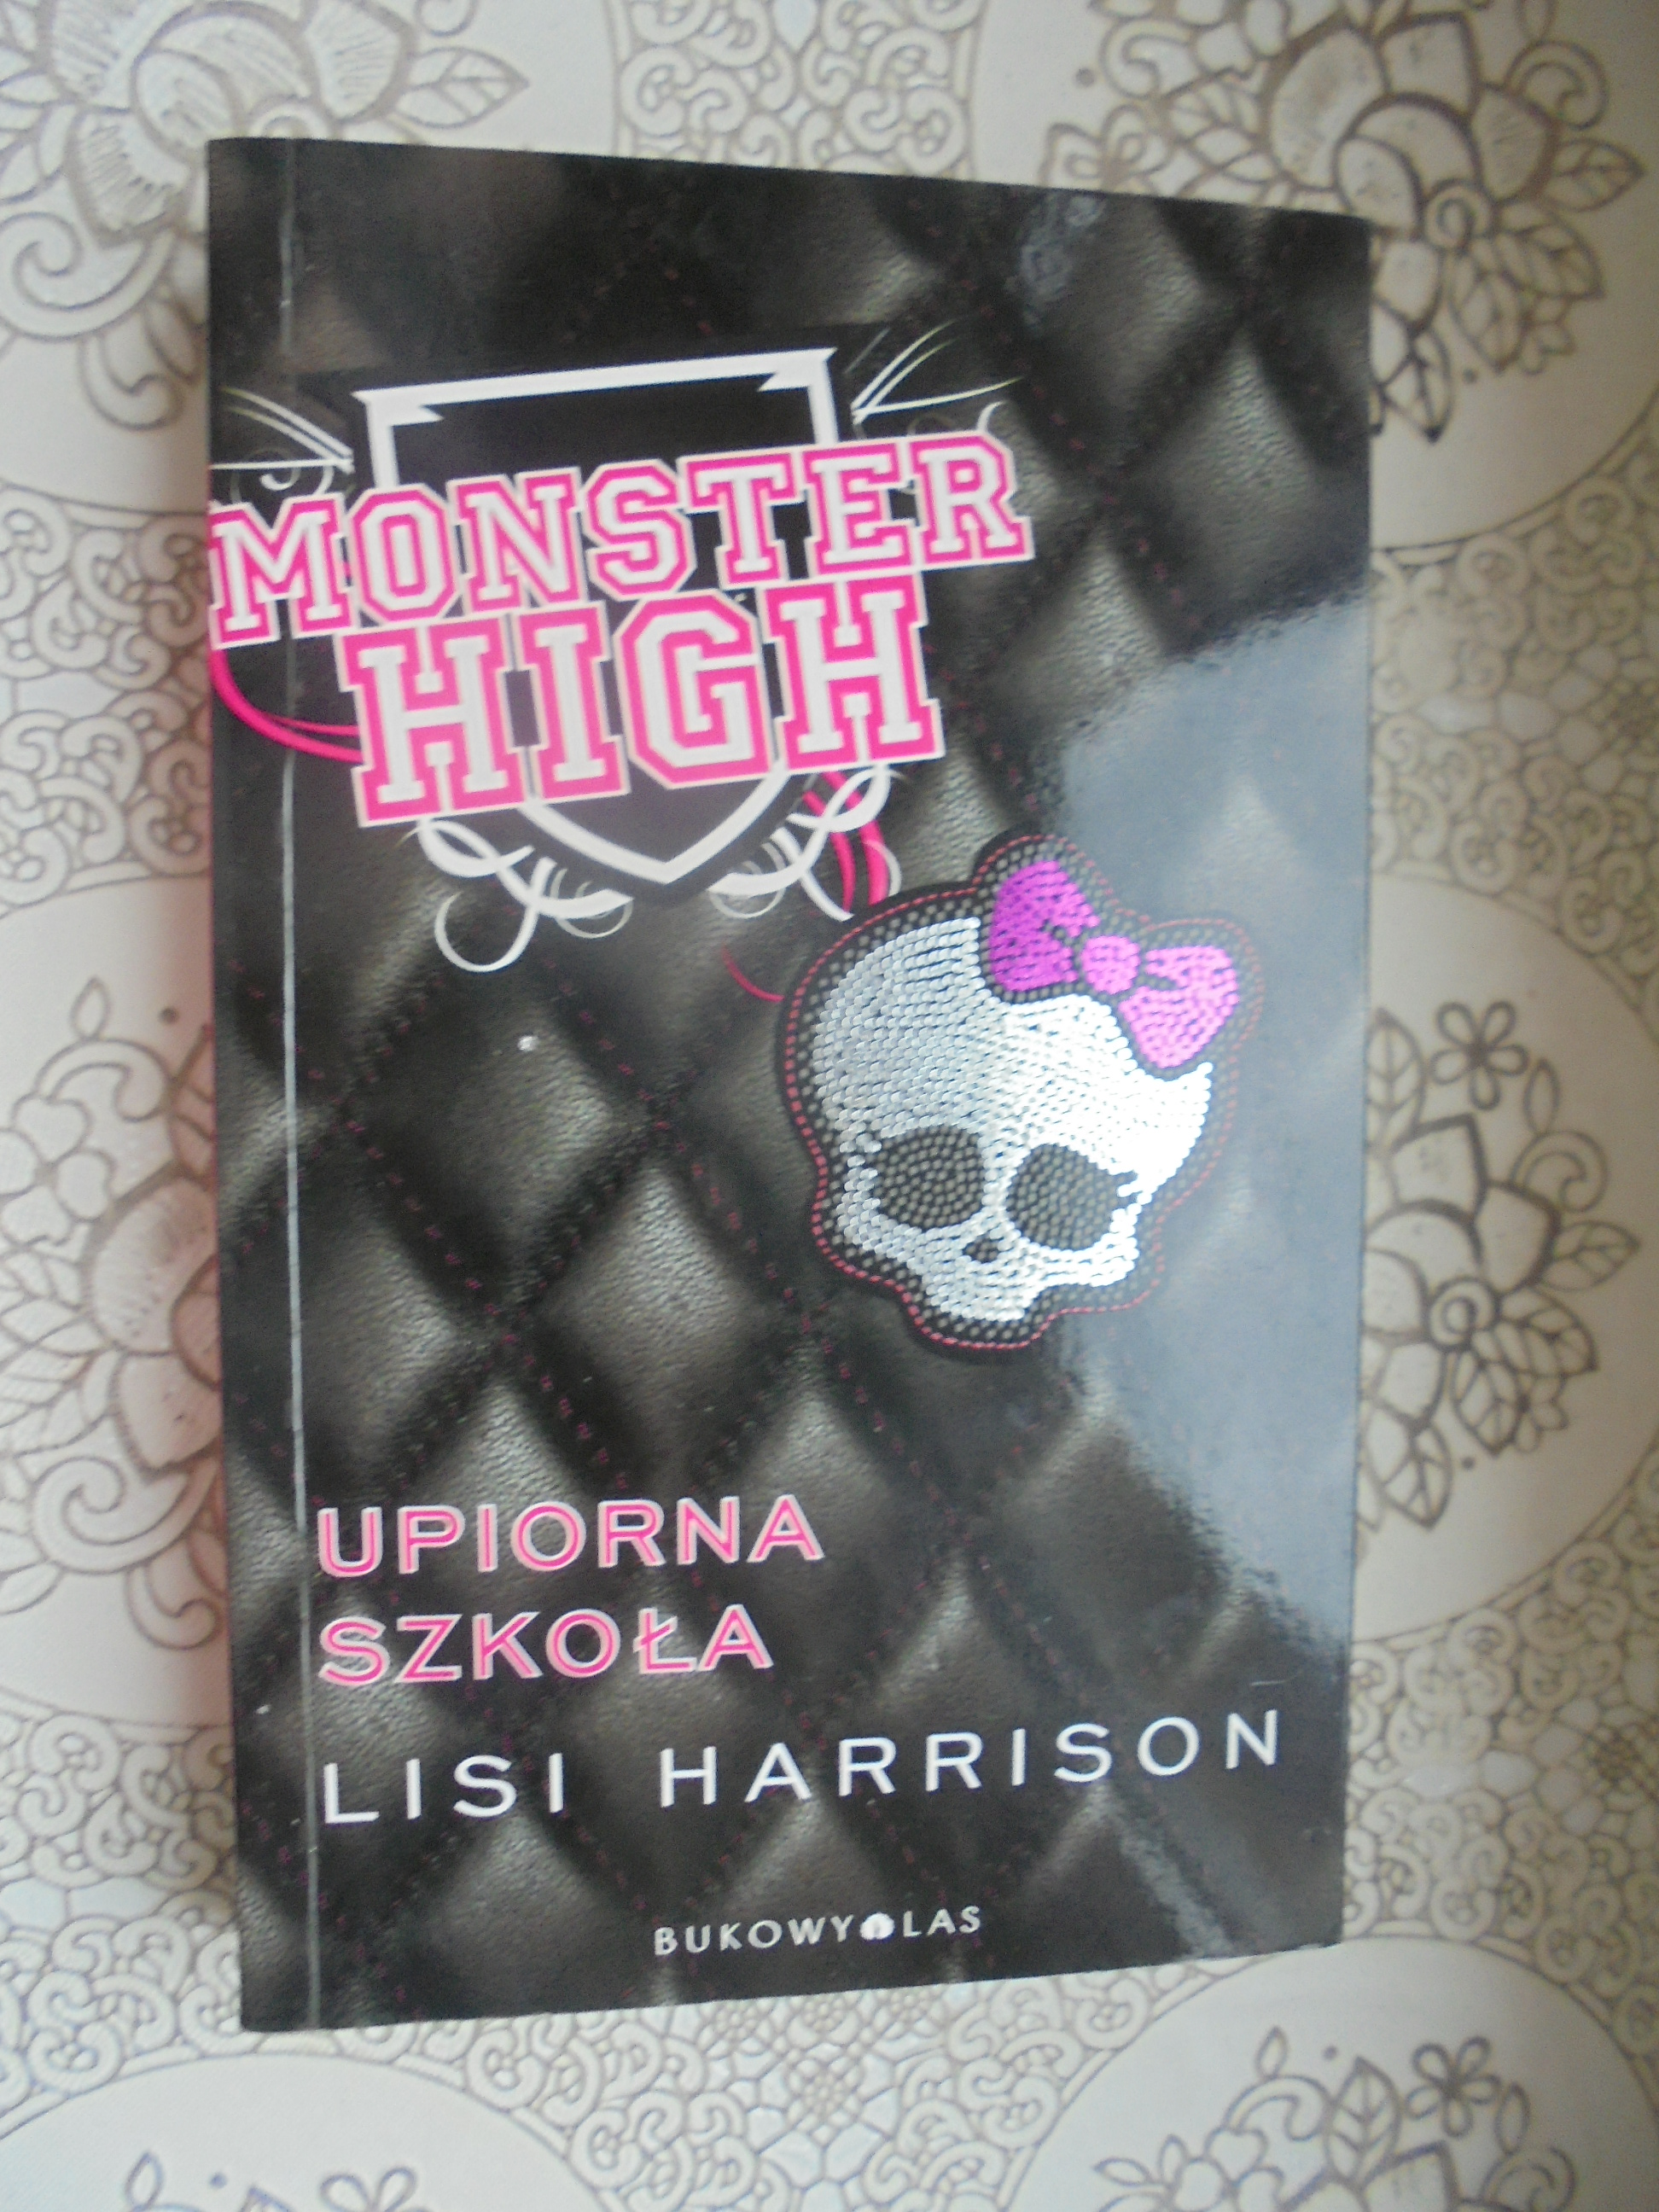 MONSTER
HIGH
UPIORNA
SZKOŁA
LISI HARRISON
BUKOWY LAS